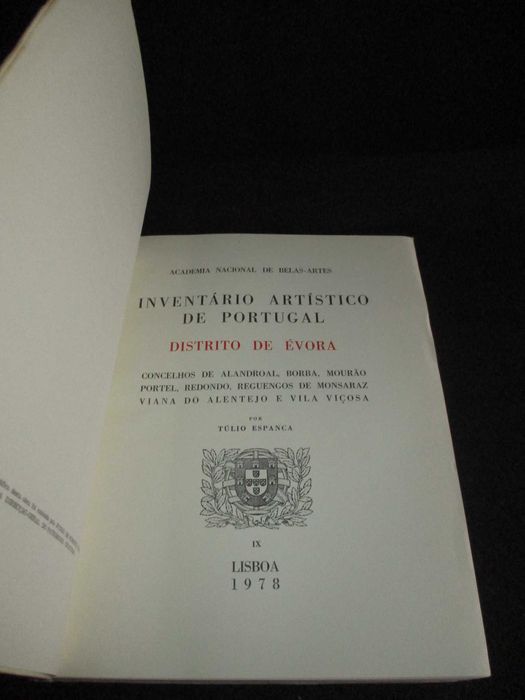 ACADEMIA NACIONAL DE BELAS-ARTES
INVENTÁRIO ARTÍSTICO
DE PORTUGAL
DISTRITO DE ÉVORA
CONCELHOS DE ALANDROAL, BORBA, MOURÃO
PORTEL, REDONDO, REGUENGOS DE MONSARAZ
VIANA DO ALENTEJO E VILA VIÇOSA
POR
TÚLIO ESPANCA
IX
LISBOA
1978